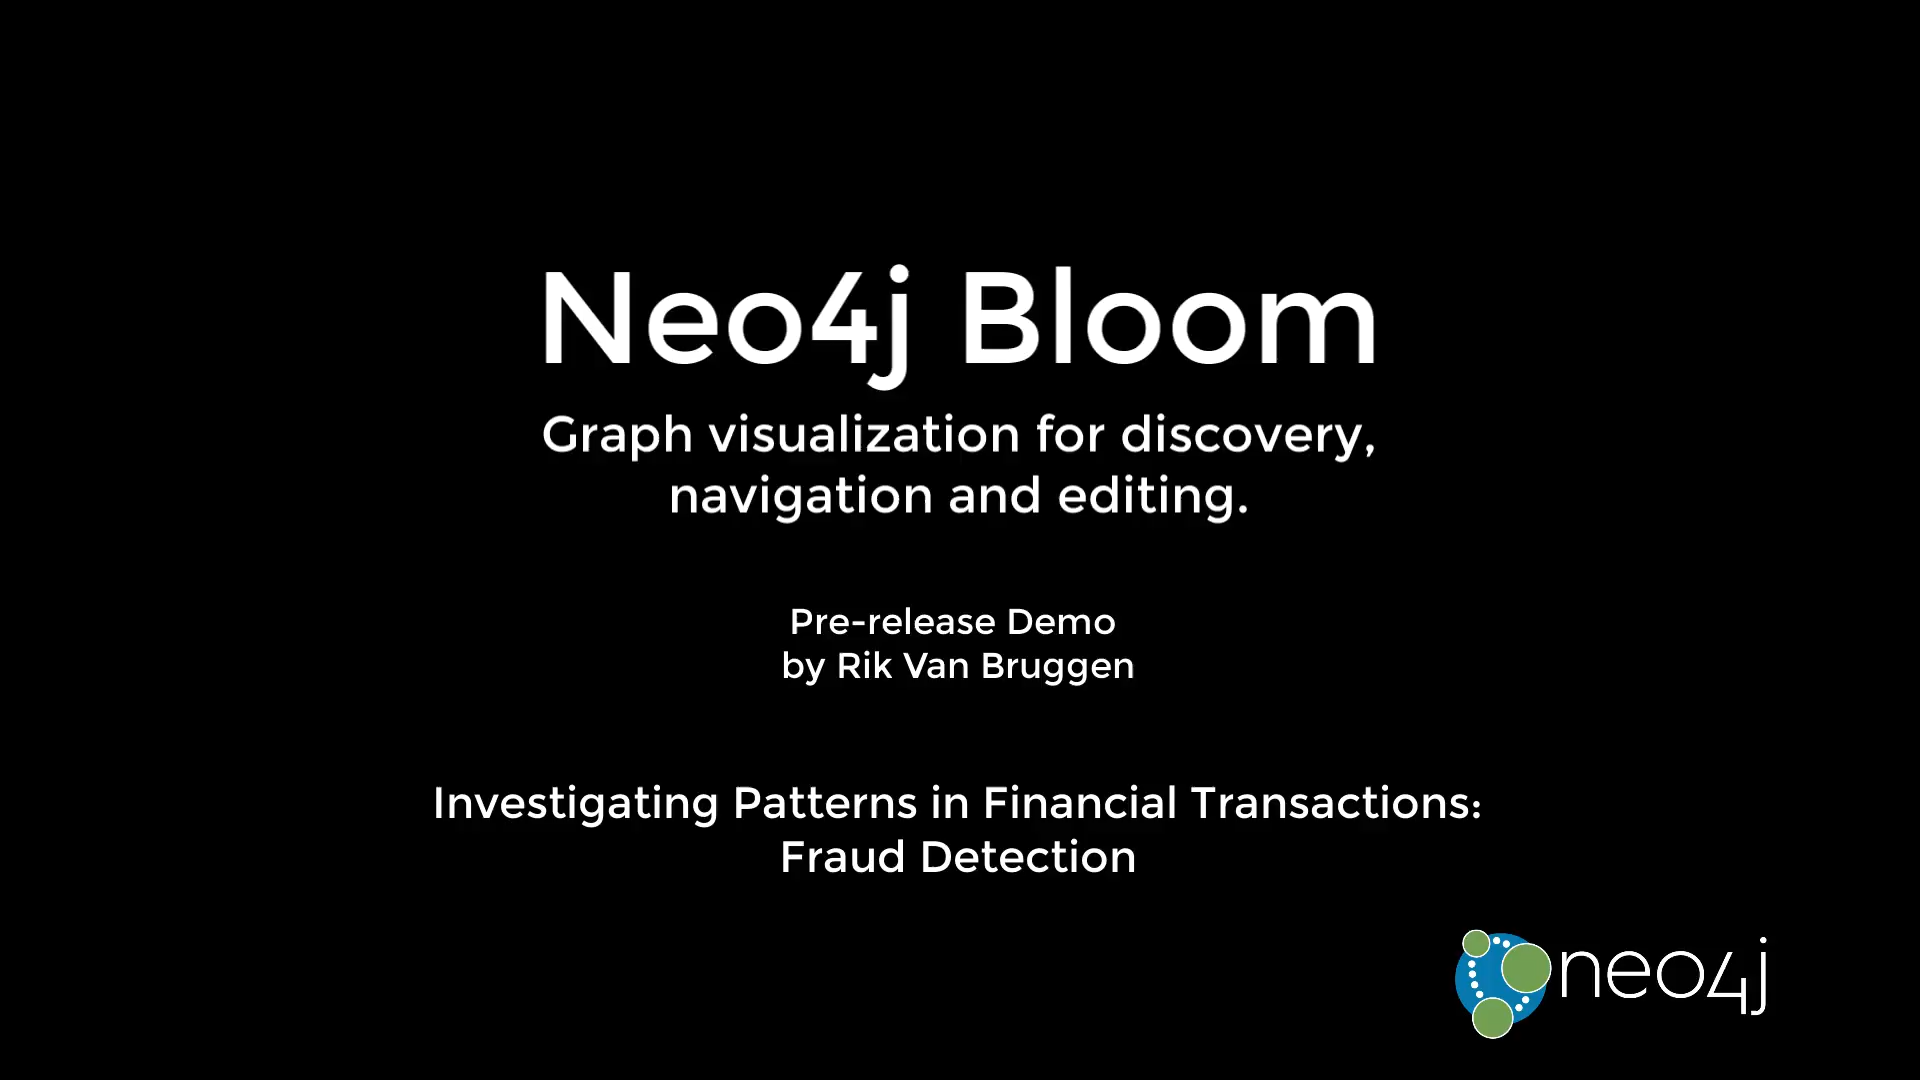 Neo4j Bloom
Graph visualization for discovery,
navigation and editing.
Pre-release Demo
by Rik Van Bruggen
Investigating Patterns in Financial Transactions:
Fraud Detection
neo4j